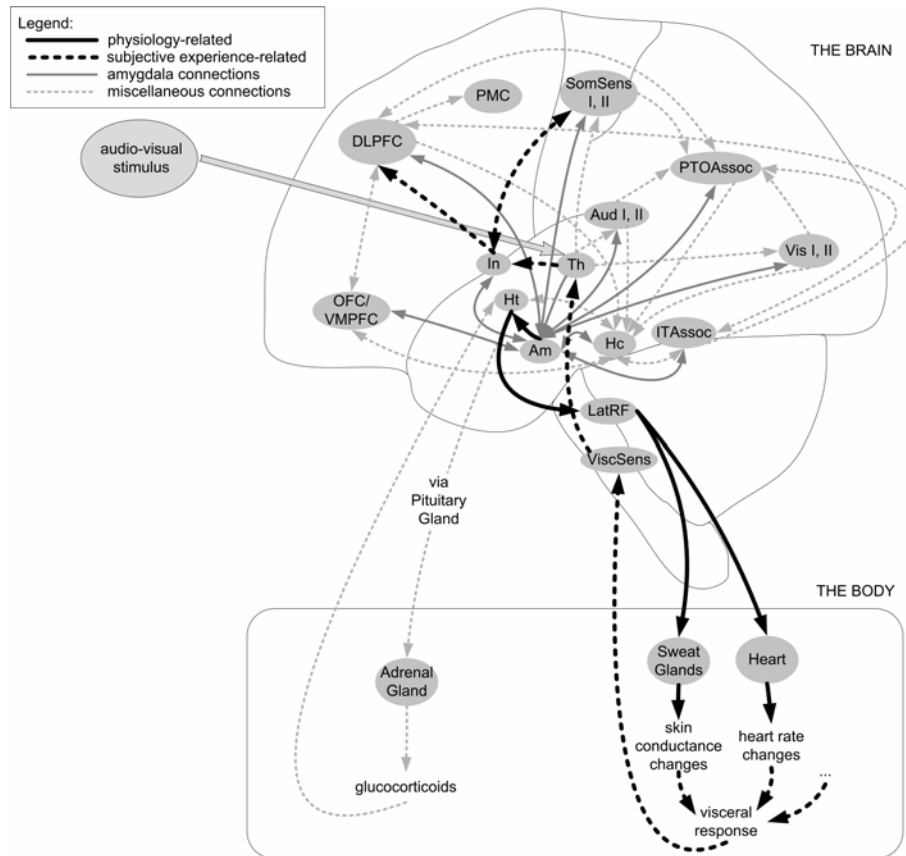 Legend:
physiology-related
subjective experience-related
amygdala connections
miscellaneous connections
THE BRAIN
audio-visual
stimulus
DLPFC
PMC
SomSens
I, II
PTOAssoc
Aud I, II
Vis I, II
In
Th
Ht
OFC/
VMPFC
Am
Hc
ITAssoc
LatRF
ViscSens
via
Pituitary
Gland
THE BODY
Adrenal
Gland
Sweat
Glands
Heart
skin
conductance
changes
heart rate
changes
...
glucocorticoids
visceral
response